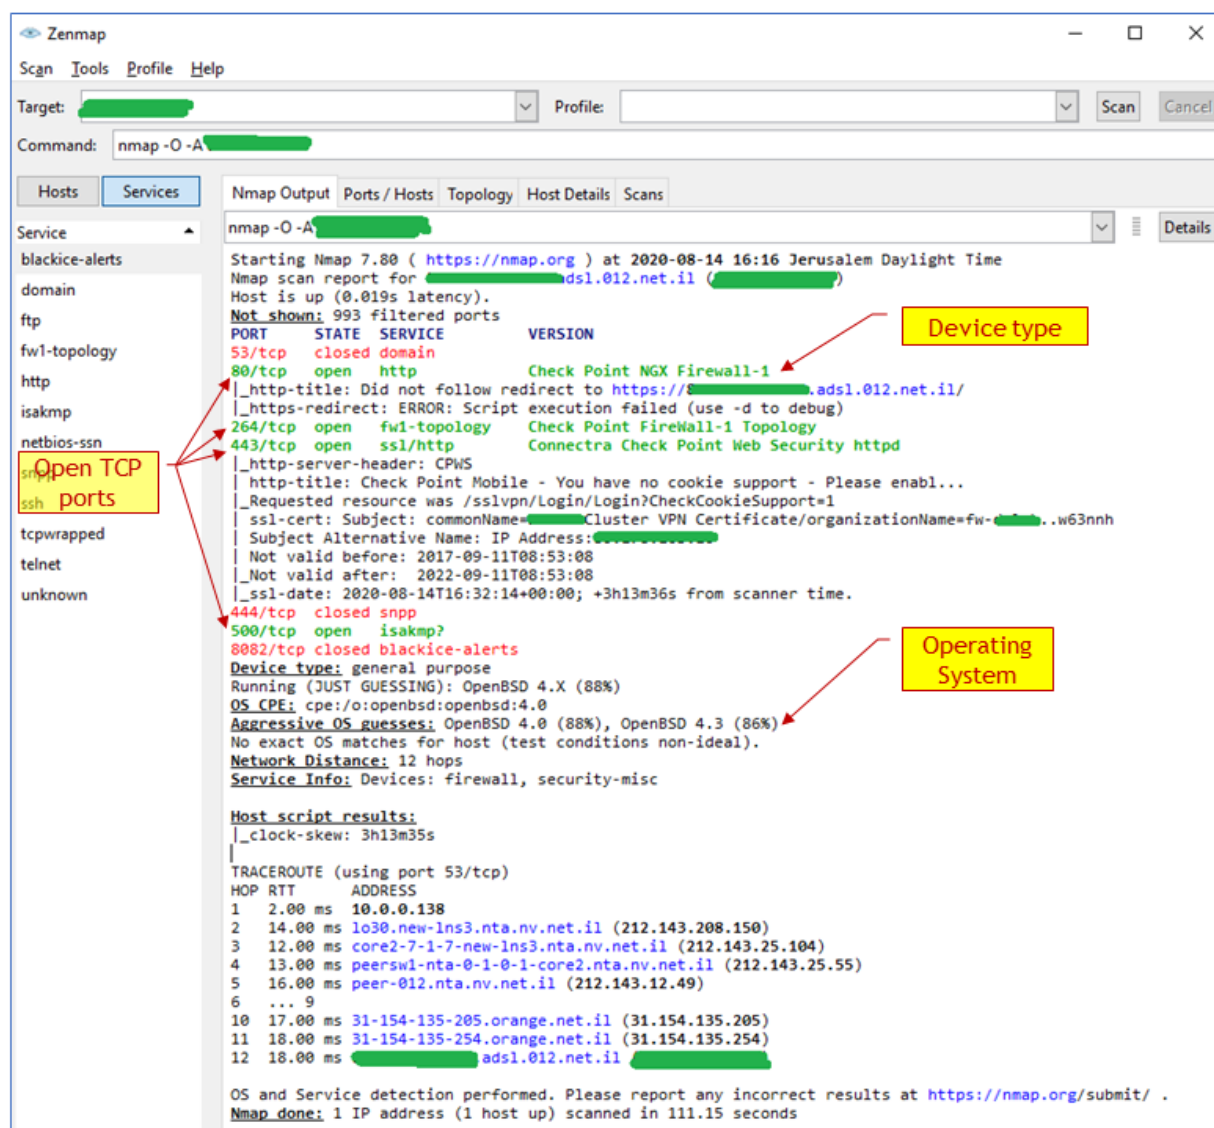 Zenmap
Scan Tools Profile Help
Target: Profile: Scan Cancel
Command: nmap -O -A
Hosts Services
Nmap Output Ports / Hosts Topology Host Details Scans
Service
blackice-alerts
domain
ftp
fw1-topology
http
isakmp
netbios-ssn
snpp
ssh
tcpwrapped
telnet
unknown
Open TCP
ports
nmap -O -A Details
Starting Nmap 7.80 ( https://nmap.org ) at 2020-08-14 16:16 Jerusalem Daylight Time
Nmap scan report for adsl.012.net.il ( )
Host is up (0.019s latency).
Not shown: 993 filtered ports
PORT STATE SERVICE VERSION
53/tcp closed domain
80/tcp open http Check Point NGX Firewall-1
|_http-title: Did not follow redirect to https://8 .adsl.012.net.il/
|_https-redirect: ERROR: Script execution failed (use -d to debug)
264/tcp open fw1-topology Check Point FireWall-1 Topology
443/tcp open ssl/http Connectra Check Point Web Security httpd
|_http-server-header: CPWS
| http-title: Check Point Mobile - You have no cookie support - Please enabl...
|_Requested resource was /sslvpn/Login/Login?CheckCookieSupport=1
| ssl-cert: Subject: commonName= Cluster VPN Certificate/organizationName=fw- ..w63nnh
| Subject Alternative Name: IP Address:
| Not valid before: 2017-09-11T08:53:08
|_Not valid after: 2022-09-11T08:53:08
|_ssl-date: 2020-08-14T16:32:14+00:00; +3h13m36s from scanner time.
444/tcp closed snpp
500/tcp open isakmp?
8082/tcp closed blackice-alerts
Device type: general purpose
Running (JUST GUESSING): OpenBSD 4.X (88%)
OS CPE: cpe:/o:openbsd:openbsd:4.0
Aggressive OS guesses: OpenBSD 4.0 (88%), OpenBSD 4.3 (86%)
No exact OS matches for host (test conditions non-ideal).
Network Distance: 12 hops
Service Info: Devices: firewall, security-misc
Host script results:
|_clock-skew: 3h13m35s
|
TRACEROUTE (using port 53/tcp)
HOP RTT ADDRESS
1 2.00 ms 10.0.0.138
2 14.00 ms lo30.new-lns3.nta.nv.net.il (212.143.208.150)
3 12.00 ms core2-7-1-7-new-lns3.nta.nv.net.il (212.143.25.104)
4 13.00 ms peersw1-nta-0-1-0-1-core2.nta.nv.net.il (212.143.25.55)
5 16.00 ms peer-012.nta.nv.net.il (212.143.12.49)
6 ... 9
10 17.00 ms 31-154-135-205.orange.net.il (31.154.135.205)
11 18.00 ms 31-154-135-254.orange.net.il (31.154.135.254)
12 18.00 ms adsl.012.net.il
OS and Service detection performed. Please report any incorrect results at https://nmap.org/submit/ .
Nmap done: 1 IP address (1 host up) scanned in 111.15 seconds
Device type
Operating
System